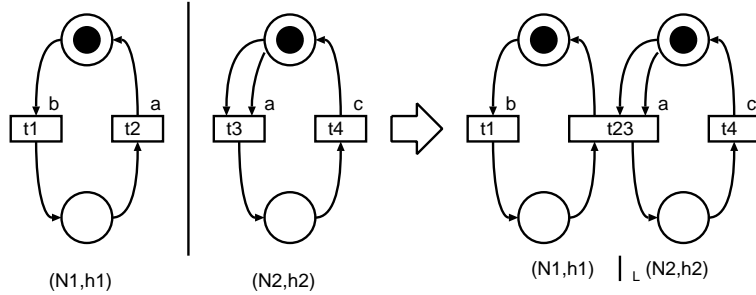 b a a c b a c
t1 t2 t3 t4 t1 t23 t4
(N1,h1) (N2,h2) (N1,h1) | L (N2,h2)